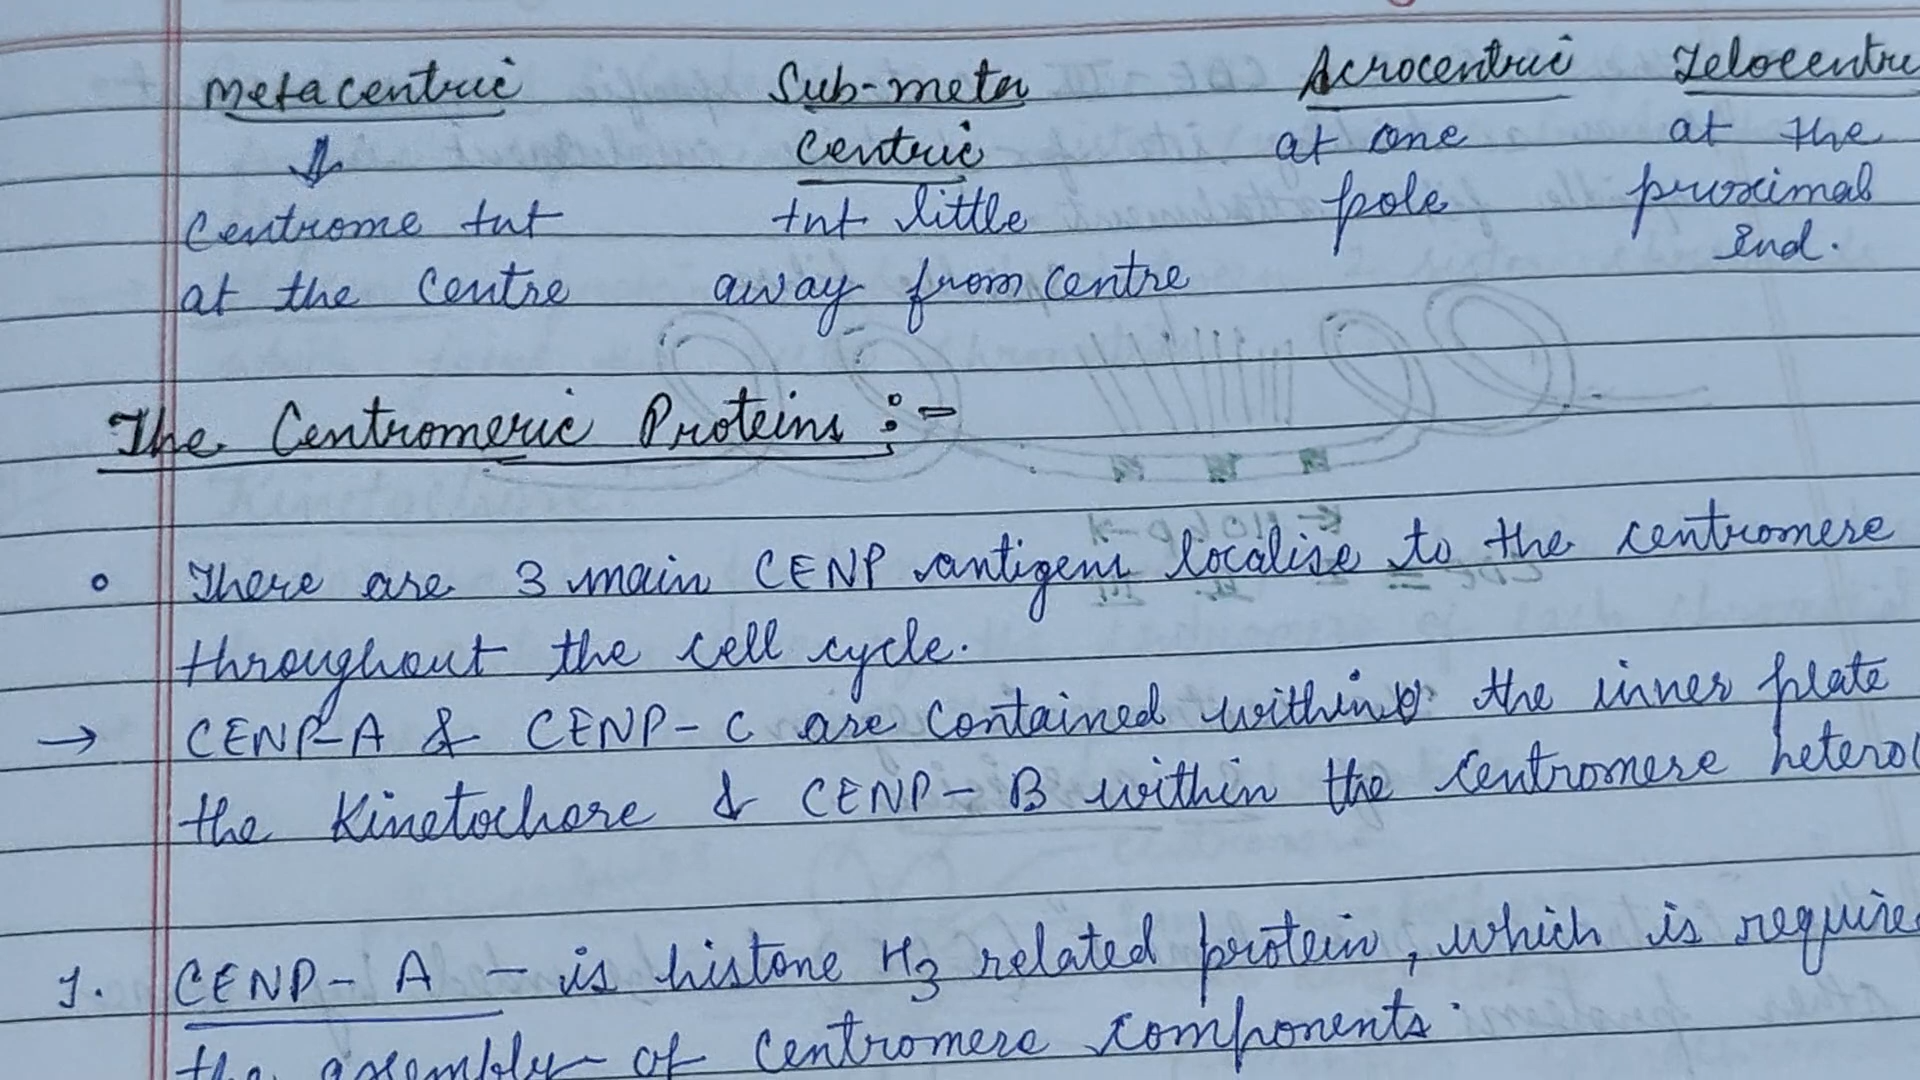 Metacentric Sub-meta Acrocentric Telocentric
centric at one at the
Centrome tnt tnt little pole proximal
at the centre away from centre End.
The Centromeric Proteins :-
There are 3 main CENP antigens localise to the centromere
throughout the cell cycle.
→ CENP-A & CENP-C are contained within the inner plate
the Kinetochore & CENP-B within the centromere
1. CENP-A - is histone H3 related protein, which is
the assembly of centromere components.